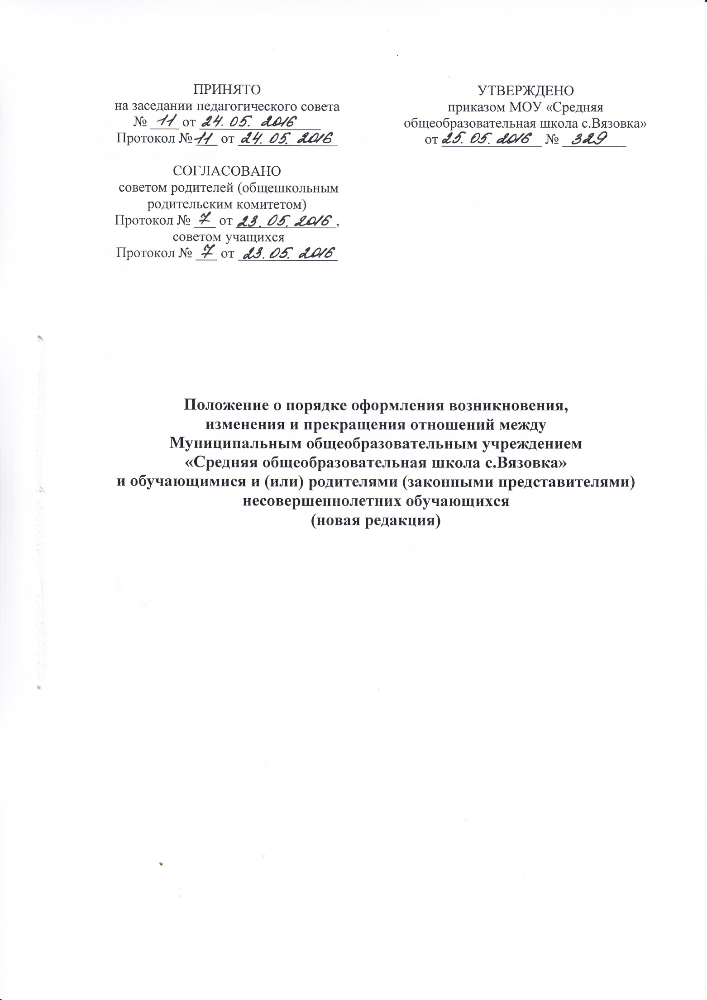 ПРИНЯТО
на заседании педагогического совета
№ 11 от 24. 05. 2016
Протокол № 11 от 24. 05. 2016
УТВЕРЖДЕНО
приказом МОУ «Средняя
общеобразовательная школа с.Вязовка»
от 25. 05. 2016 № 329
СОГЛАСОВАНО
советом родителей (общешкольным
родительским комитетом)
Протокол № 7 от 23. 05. 2016,
советом учащихся
Протокол № 7 от 23. 05. 2016
Положение о порядке оформления возникновения,
изменения и прекращения отношений между
Муниципальным общеобразовательным учреждением
«Средняя общеобразовательная школа с.Вязовка»
и обучающимися и (или) родителями (законными представителями)
несовершеннолетних обучающихся
(новая редакция)